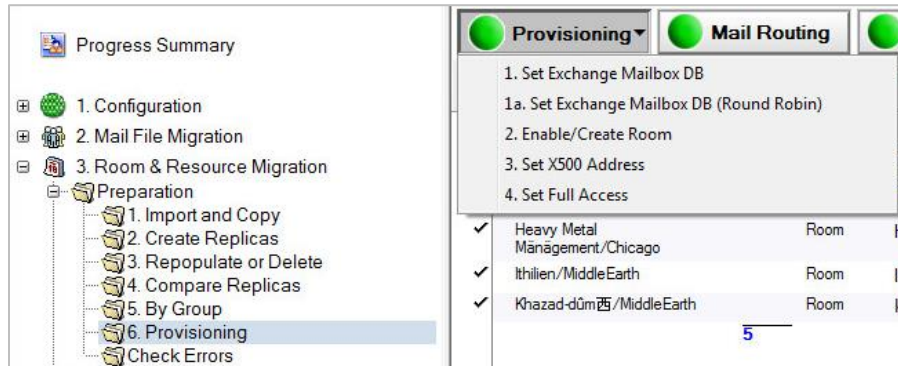 Progress Summary
1. Configuration
2. Mail File Migration
3. Room & Resource Migration
Preparation
1. Import and Copy
2. Create Replicas
3. Repopulate or Delete
4. Compare Replicas
5. By Group
6. Provisioning
Check Errors
Provisioning
Mail Routing
1. Set Exchange Mailbox DB
1a. Set Exchange Mailbox DB (Round Robin)
2. Enable/Create Room
3. Set X500 Address
4. Set Full Access
Heavy Metal Room
Mänägement/Chicago
Ithilien/MiddleEarth Room
Khazad-dûm西/MiddleEarth Room
5